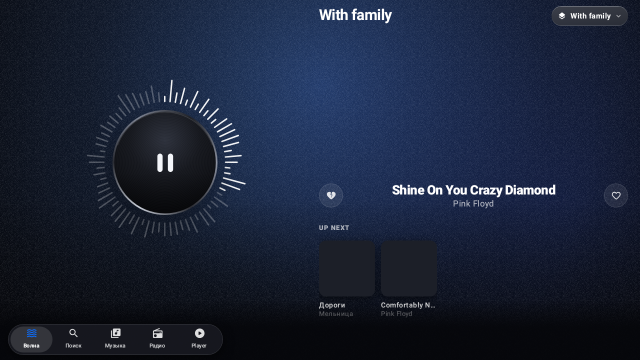 With family
With family
Shine On You Crazy Diamond
Pink Floyd
UP NEXT
Дороги
Мельница
Comfortably N...
Pink Floyd
Волна
Поиск
Музыка
Радио
Player